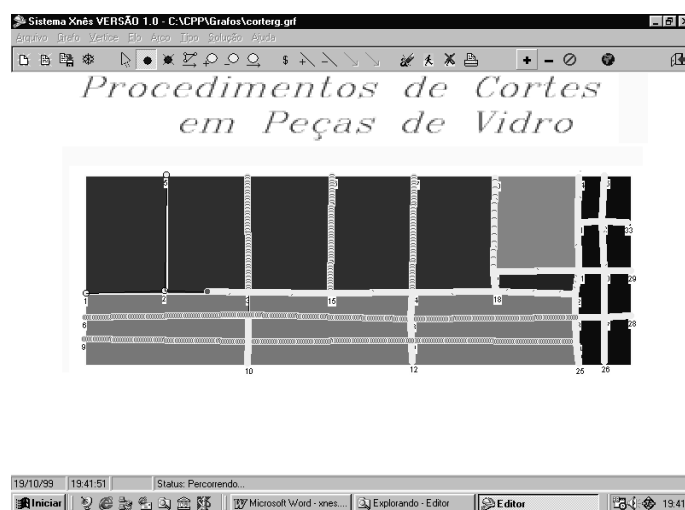 Sistema Xnês VERSÃO 1.0 - C:\CPP\Grafos\corterg.grf
Arquivo Grafo Vertice Elo Arco Tipo Solução Ajuda
Procedimentos de Cortes
em Peças de Vidro
33
29
1 2 15 18
6 28
9
10 12 25 26
19/10/99 19:41:51 Status: Percorrendo...
Iniciar Microsoft Word - xnes.... Explorando - Editor Editor 19:41